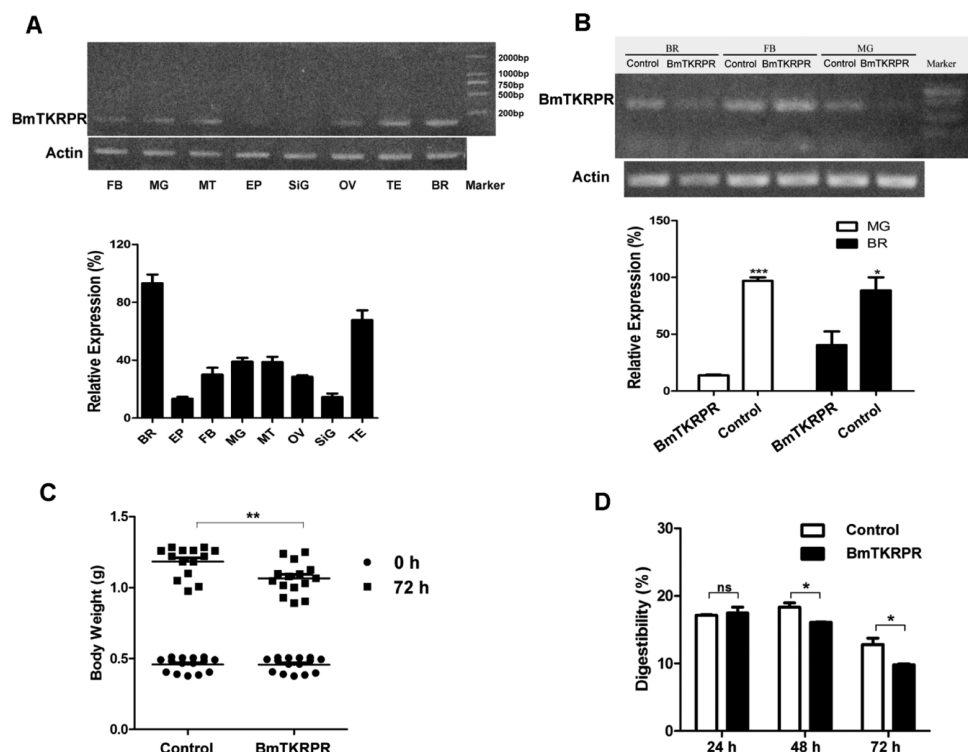 A
2000bp
1000bp
750bp
500bp
200bp
BmTKRPR
Actin
FB MG MT EP SiG OV TE BR Marker
Relative Expression (%)
120
80
40
0
BR EP FB MG MT OV SiG TE
B
BR FB MG
Control BmTKRPR Control BmTKRPR Control BmTKRPR Marker
BmTKRPR
Actin
Relative Expression (%)
150
100
50
0
MG
BR
***
*
BmTKRPR Control BmTKRPR Control
C
Body Weight (g)
1.5
1.0
0.5
0.0
**
0 h
72 h
Control BmTKRPR
D
Digestibility (%)
30
20
10
0
Control
BmTKRPR
ns
*
*
24 h 48 h 72 h